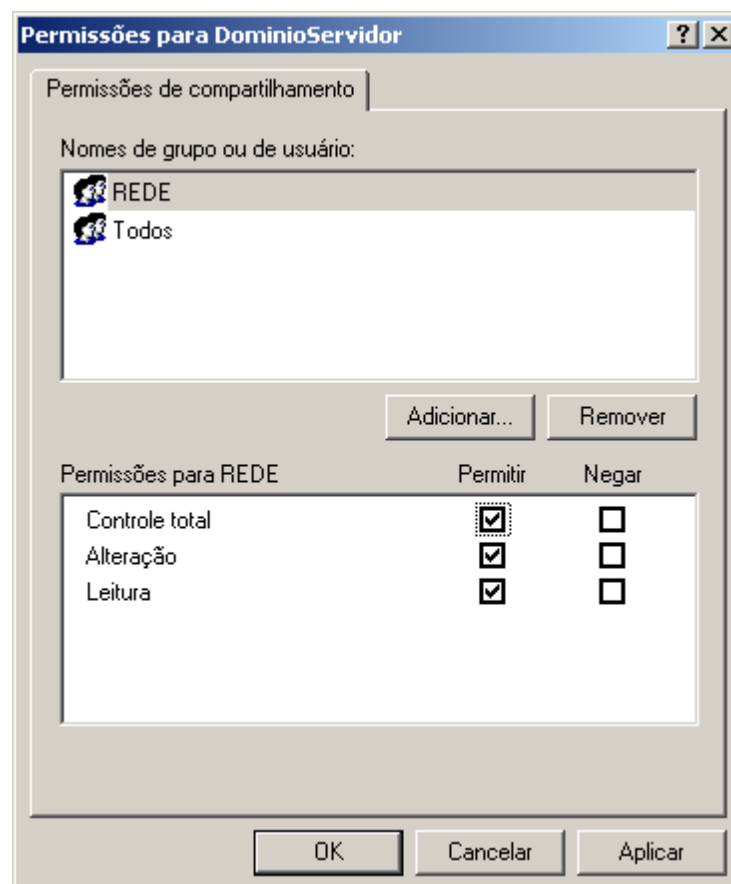 Permissões para DominioServidor
Permissões de compartilhamento
Nomes de grupo ou de usuário:
REDE
Todos
Adicionar... Remover
Permissões para REDE Permitir Negar
Controle total
Alteração
Leitura
OK Cancelar Aplicar